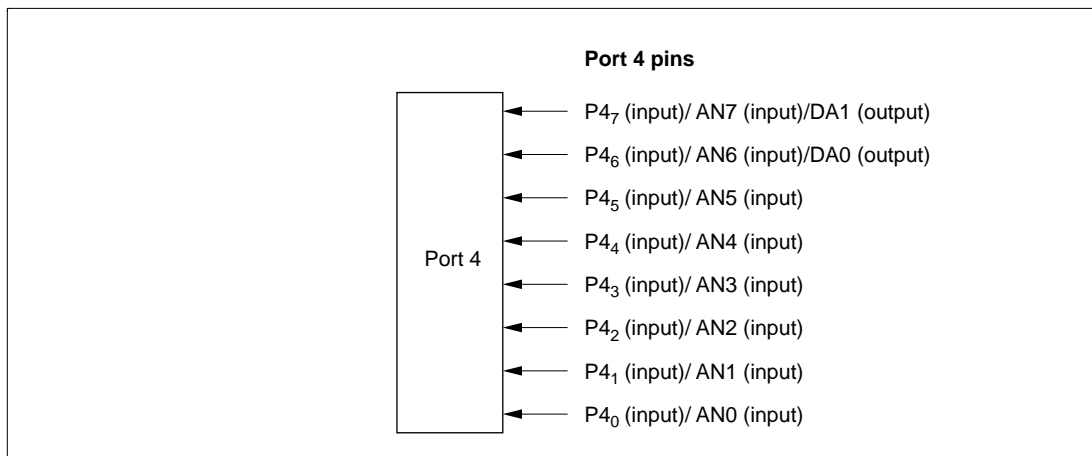 Port 4 pins
P4₇ (input)/ AN7 (input)/DA1 (output)
P4₆ (input)/ AN6 (input)/DA0 (output)
P4₅ (input)/ AN5 (input)
P4₄ (input)/ AN4 (input)
Port 4
P4₃ (input)/ AN3 (input)
P4₂ (input)/ AN2 (input)
P4₁ (input)/ AN1 (input)
P4₀ (input)/ AN0 (input)